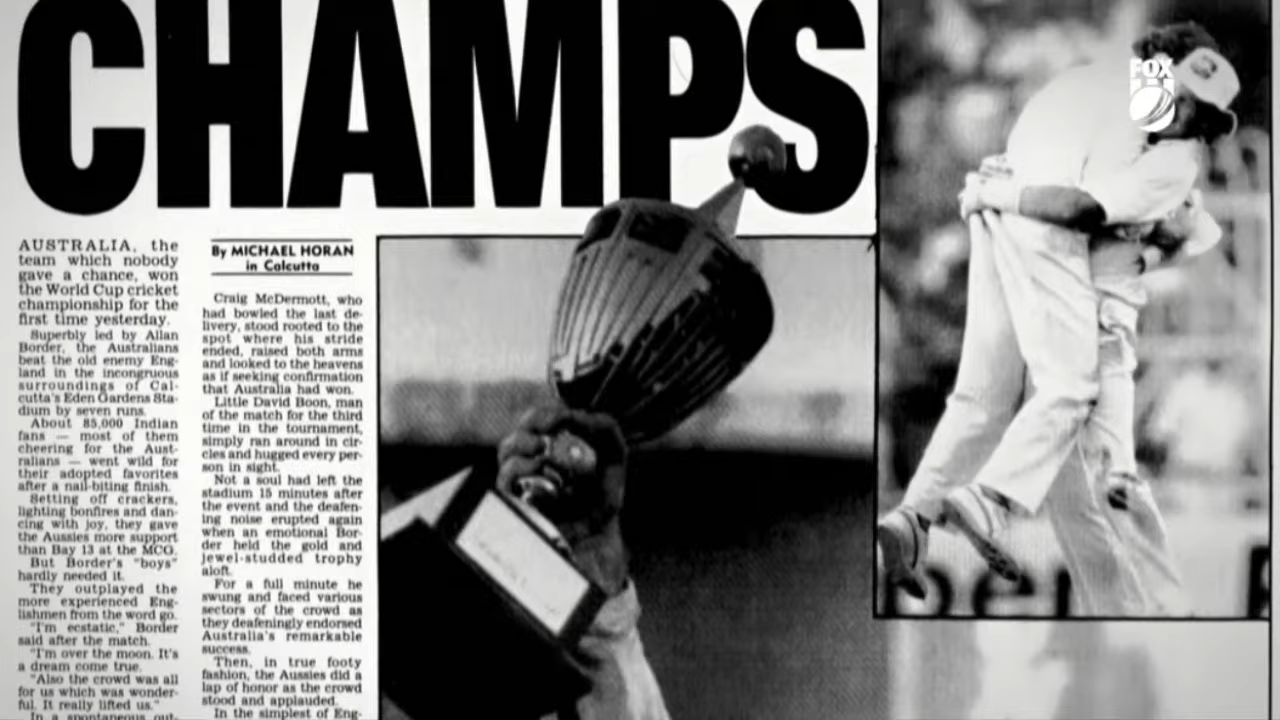 CHAMPS
FOX
AUSTRALIA, the
team which nobody
gave a chance, won
the World Cup cricket
championship for the
first time yesterday.
Superbly led by Allan
Border, the Australians
beat the old enemy Eng-
land in the incongruous
surroundings of Cal-
cutta's Eden Gardens Sta-
dium by seven runs.
About 85,000 Indian
fans — most of them
cheering for the Aust-
ralians — went wild for
their adopted favorites
after a nail-biting finish.
Setting off crackers,
lighting bonfires and dan-
cing with joy, they gave
the Aussies more support
than Bay 13 at the MCG.
But Border's "boys"
hardly needed it.
They outplayed the
more experienced Eng-
lishmen from the word go.
"I'm ecstatic," Border
said after the match.
"I'm over the moon. It's
a dream come true.
"Also the crowd was all
for us which was wonder-
ful. It really lifted us."
In a spontaneous out-
By MICHAEL HORAN
in Calcutta
Craig McDermott, who
had bowled the last de-
livery, stood rooted to the
spot where his stride
ended, raised both arms
and looked to the heavens
as if seeking confirmation
that Australia had won.
Little David Boon, man
of the match for the third
time in the tournament,
simply ran around in cir-
cles and hugged every per-
son in sight.
Not a soul had left the
stadium 15 minutes after
the event and the deafen-
ing noise erupted again
when an emotional Bor-
der held the gold and
jewel-studded trophy
aloft.
For a full minute he
swung and faced various
sectors of the crowd as
they deafeningly endorsed
Australia's remarkable
success.
Then, in true footy
fashion, the Aussies did a
lap of honor as the crowd
stood and applauded.
In the simplest of Eng-
ber